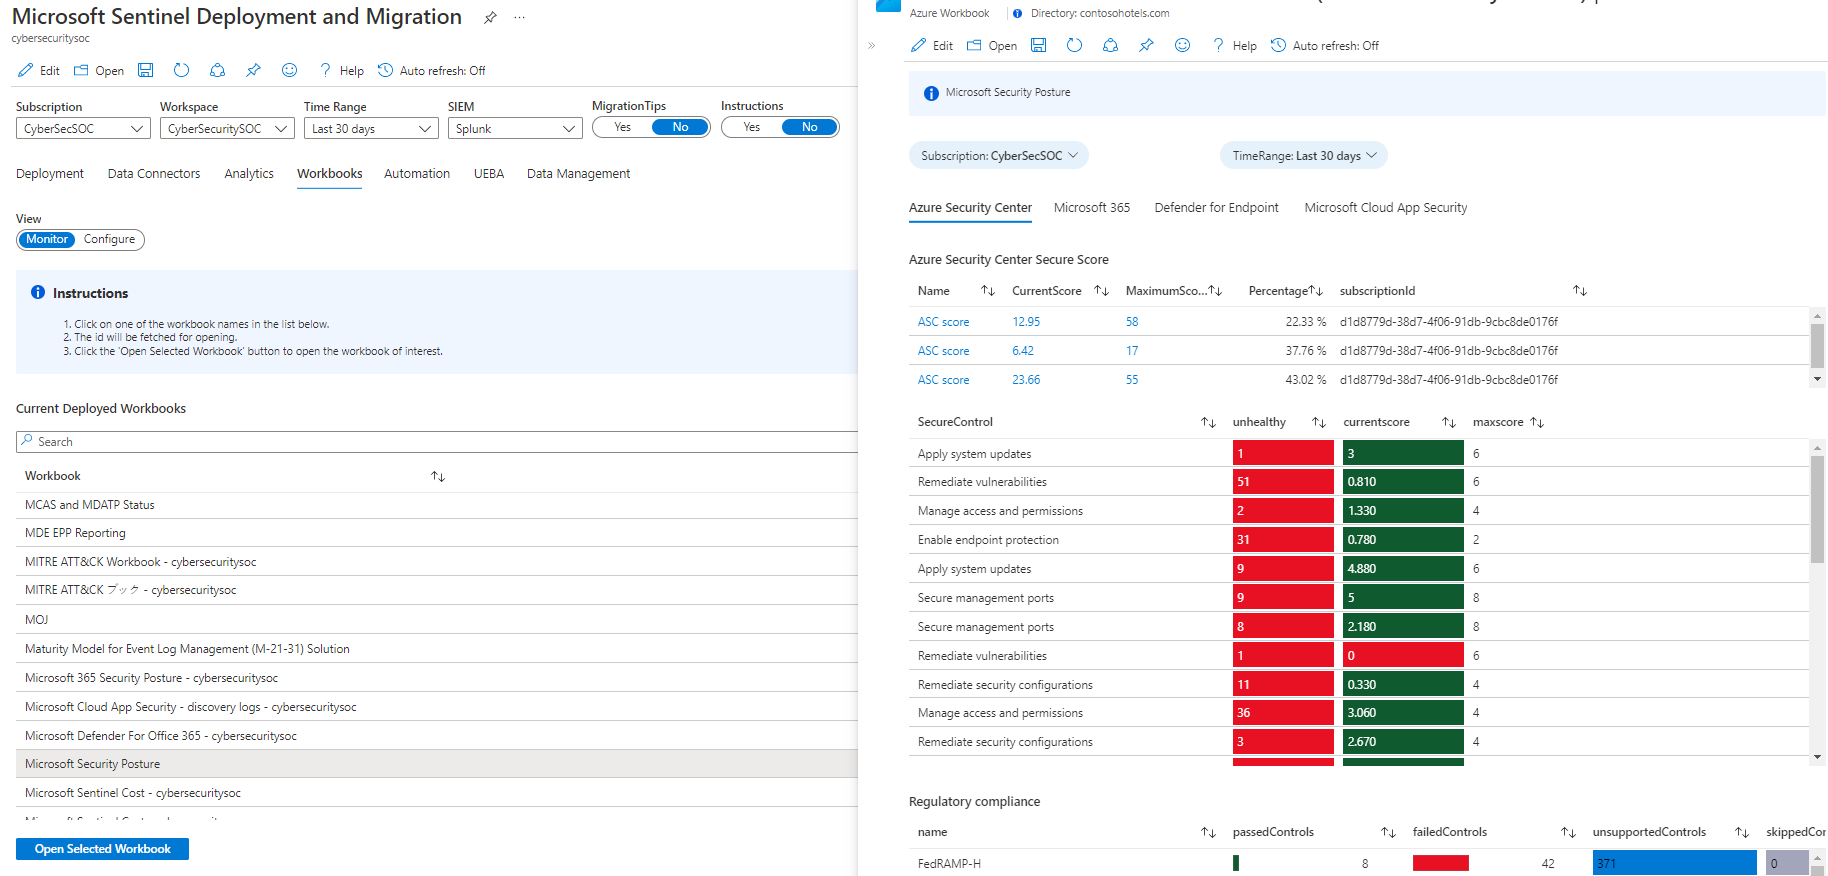 Microsoft Sentinel Deployment and Migration
cybersecuritysoc
Edit Open Help Auto refresh: Off
Subscription Workspace Time Range SIEM MigrationTips Instructions
CyberSecSOC CyberSecuritySOC Last 30 days Splunk Yes No Yes No
Deployment Data Connectors Analytics Workbooks Automation UEBA Data Management
View
Monitor Configure
Instructions
1. Click on one of the workbook names in the list below.
2. The id will be fetched for opening.
3. Click the 'Open Selected Workbook' button to open the workbook of interest.
Current Deployed Workbooks
Search
Workbook
MCAS and MDATP Status
MDE EPP Reporting
MITRE ATT&CK Workbook - cybersecuritysoc
MITRE ATT&CK ブック - cybersecuritysoc
MOJ
Maturity Model for Event Log Management (M-21-31) Solution
Microsoft 365 Security Posture - cybersecuritysoc
Microsoft Cloud App Security - discovery logs - cybersecuritysoc
Microsoft Defender For Office 365 - cybersecuritysoc
Microsoft Security Posture
Microsoft Sentinel Cost - cybersecuritysoc
Open Selected Workbook
Azure Workbook Directory: contosohotels.com
Edit Open Help Auto refresh: Off
Microsoft Security Posture
Subscription: CyberSecSOC TimeRange: Last 30 days
Azure Security Center Microsoft 365 Defender for Endpoint Microsoft Cloud App Security
Azure Security Center Secure Score
Name CurrentScore MaximumSco... Percentage subscriptionId
ASC score 12.95 58 22.33 % d1d8779d-38d7-4f06-91db-9cbc8de0176f
ASC score 6.42 17 37.76 % d1d8779d-38d7-4f06-91db-9cbc8de0176f
ASC score 23.66 55 43.02 % d1d8779d-38d7-4f06-91db-9cbc8de0176f
SecureControl unhealthy currentscore maxscore
Apply system updates 1 3 6
Remediate vulnerabilities 51 0.810 6
Manage access and permissions 2 1.330 4
Enable endpoint protection 31 0.780 2
Apply system updates 9 4.880 6
Secure management ports 9 5 8
Secure management ports 8 2.180 8
Remediate vulnerabilities 1 0 6
Remediate security configurations 11 0.330 4
Manage access and permissions 36 3.060 4
Remediate security configurations 3 2.670 4
Regulatory compliance
name passedControls failedControls unsupportedControls skippedCor
FedRAMP-H 8 42 371 0